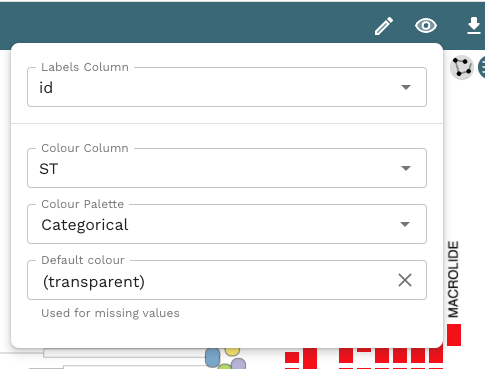 Labels Column
id
Colour Column
ST
Colour Palette
Categorical
Default colour
(transparent)
Used for missing values
MACROLIDE